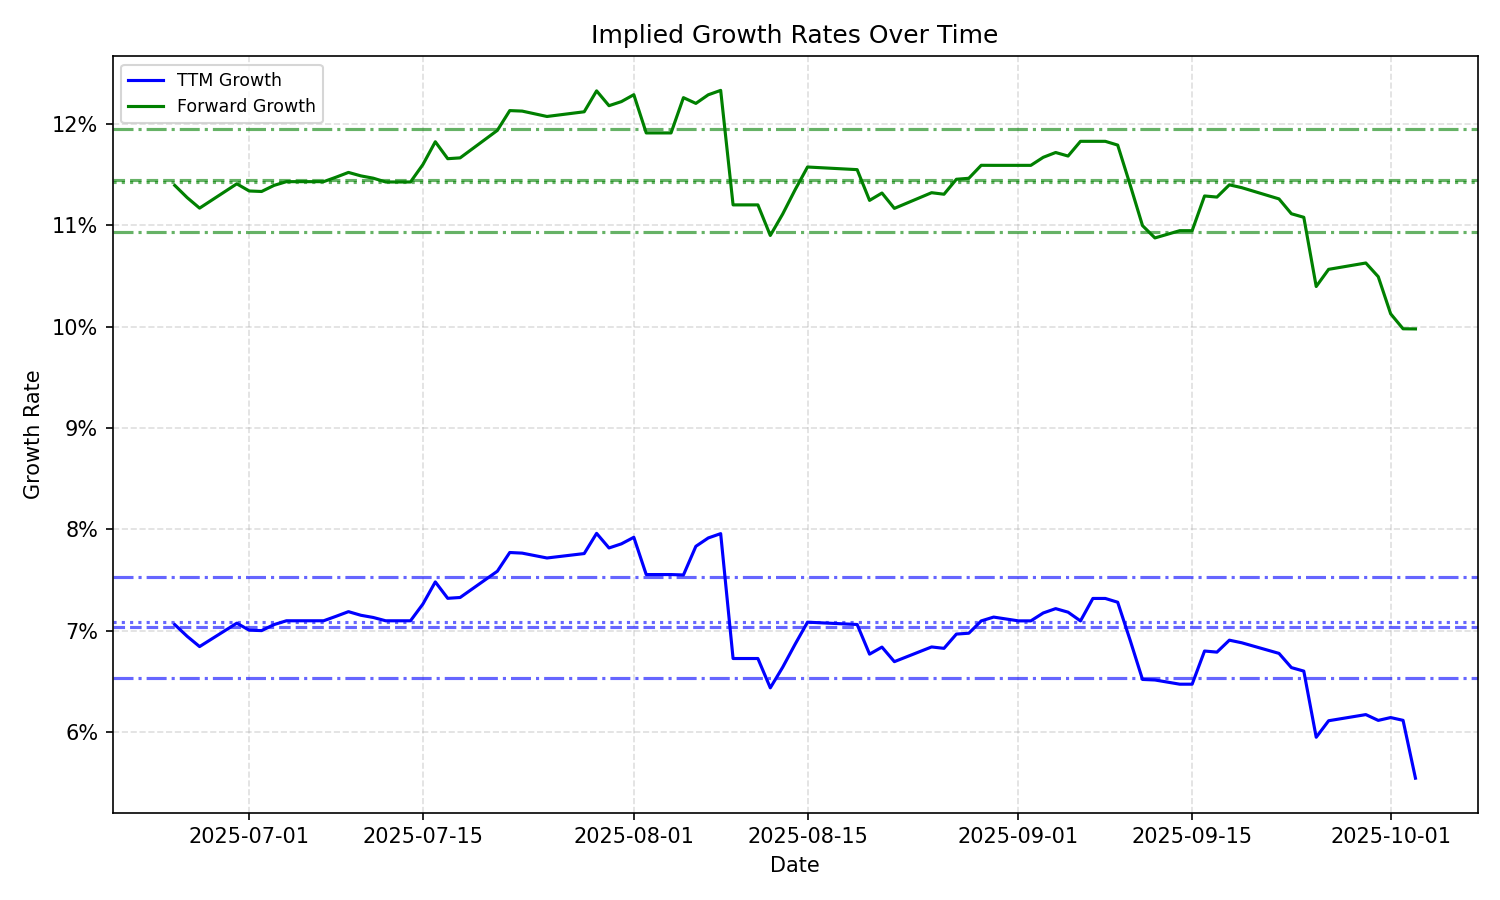 Implied Growth Rates Over Time
TTM Growth
Forward Growth
12%
11%
10%
9%
8%
7%
6%
Growth Rate
2025-07-01
2025-07-15
2025-08-01
2025-08-15
2025-09-01
2025-09-15
2025-10-01
Date